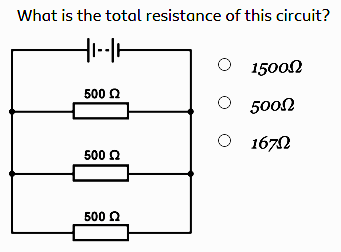 What is the total resistance of this circuit?
500 Ω
1500Ω
500Ω
500 Ω
167Ω
500 Ω